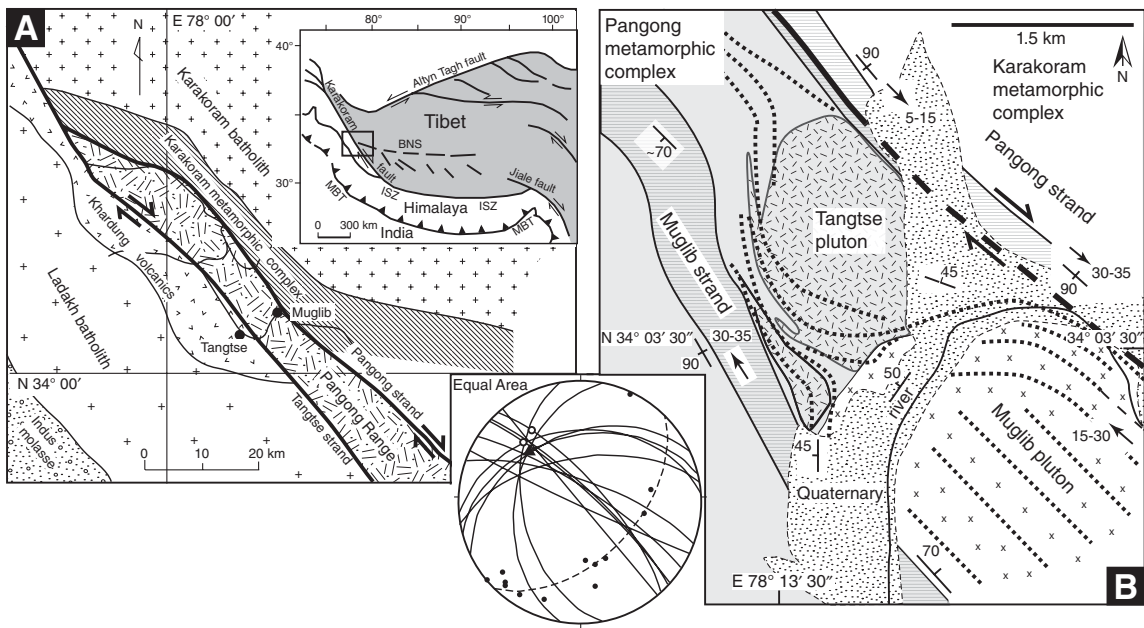 A
N
E 78° 00′
Karakoram batholith
Karakoram metamorphic
complex
Khardung
volcanics
Ladakh batholith
Muglib
Tangtse
N 34° 00′
Pangong strand
Pangong Range
Tangtse strand
Indus
molasse
0 10 20 km
80° 90° 100°
40°
30°
Altyn Tagh fault
Karakoram
fault
Tibet
BNS
Jiale fault
ISZ
ISZ
Himalaya
MBT
MBT
India
0 300 km
Equal Area
B
Pangong
metamorphic
complex
1.5 km
N
Karakoram
metamorphic
complex
90
5-15
Pangong strand
~70
Tangtse
pluton
Muglib strand
45
30-35
90
N 34° 03′ 30″
30-35
90
34° 03′ 30″
50
river
Muglib pluton
15-30
45
Quaternary
70
E 78° 13′ 30″
x x x x x x x x